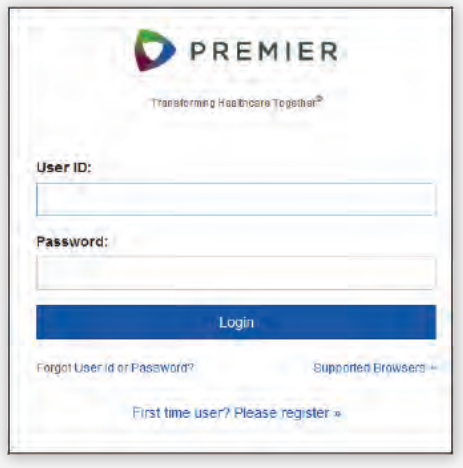 PREMIER
Transforming Healthcare Together®
User ID:
Password:
Login
Forgot User Id or Password? Supported Browsers »
First time user? Please register »